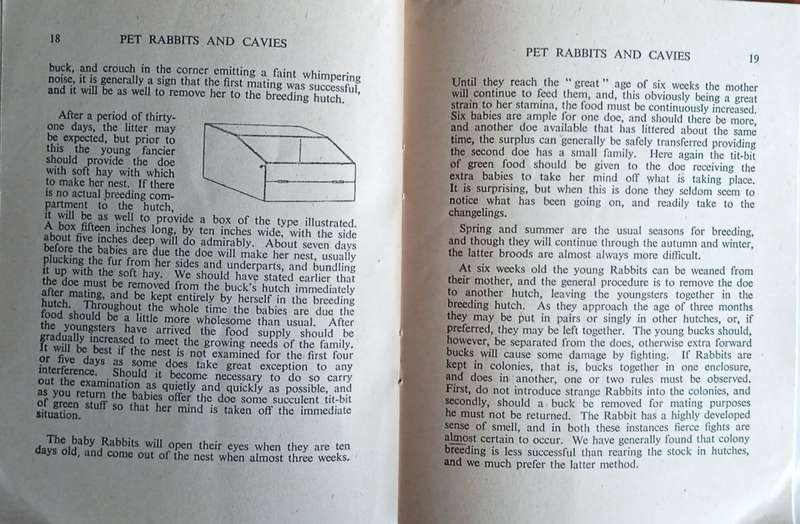 18 PET RABBITS AND CAVIES
buck, and crouch in the corner emitting a faint whimpering
noise, it is generally a sign that the first mating was successful,
and it will be as well to remove her to the breeding hutch.
After a period of thirty-
one days, the litter may
be expected, but prior to
this the young fancier
should provide the doe
with soft hay with which
to make her nest. If there
is no actual breeding com-
partment to the hutch,
it will be as well to provide a box of the type illustrated.
A box fifteen inches long, by ten inches wide, with the side
about five inches deep will do admirably. About seven days
before the babies are due the doe will make her nest, usually
plucking the fur from her sides and underparts, and bundling
it up with the soft hay. We should have stated earlier that
the doe must be removed from the buck's hutch immediately
after mating, and be kept entirely by herself in the breeding
hutch. Throughout the whole time the babies are due the
food should be a little more wholesome than usual. After
the youngsters have arrived the food supply should be
gradually increased to meet the growing needs of the family.
It will be best if the nest is not examined for the first four
or five days as some does take great exception to any
interference. Should it become necessary to do so carry
out the examination as quietly and quickly as possible, and
as you return the babies offer the doe some succulent tit-bit
of green stuff so that her mind is taken off the immediate
situation.
The baby Rabbits will open their eyes when they are ten
days old, and come out of the nest when almost three weeks.
PET RABBITS AND CAVIES 19
Until they reach the " great " age of six weeks the mother
will continue to feed them, and, this obviously being a great
strain to her stamina, the food must be continuously increased.
Six babies are ample for one doe, and should there be more,
and another doe available that has littered about the same
time, the surplus can generally be safely transferred providing
the second doe has a small family. Here again the tit-bit
of green food should be given to the doe receiving the
extra babies to take her mind off what is taking place.
It is surprising, but when this is done they seldom seem to
notice what has been going on, and readily take to the
changelings.
Spring and summer are the usual seasons for breeding,
and though they will continue through the autumn and winter,
the latter broods are almost always more difficult.
At six weeks old the young Rabbits can be weaned from
their mother, and the general procedure is to remove the doe
to another hutch, leaving the youngsters together in the
breeding hutch. As they approach the age of three months
they may be put in pairs or singly in other hutches, or, if
preferred, they may be left together. The young bucks should,
however, be separated from the does, otherwise extra forward
bucks will cause some damage by fighting. If Rabbits are
kept in colonies, that is, bucks together in one enclosure,
and does in another, one or two rules must be observed.
First, do not introduce strange Rabbits into the colonies, and
secondly, should a buck be removed for mating purposes
he must not be returned. The Rabbit has a highly developed
sense of smell, and in both these instances fierce fights are
almost certain to occur. We have generally found that colony
breeding is less successful than rearing the stock in hutches,
and we much prefer the latter method.